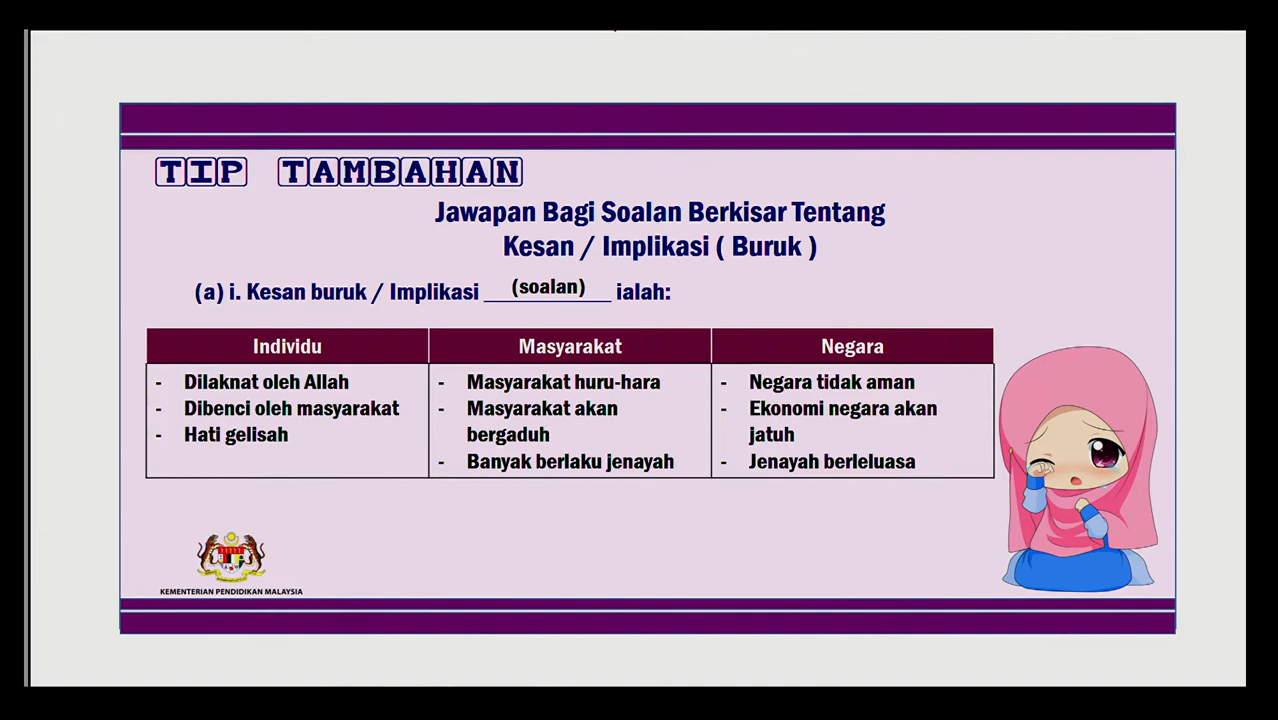 TIP TAMBAHAN
Jawapan Bagi Soalan Berkisar Tentang
Kesan / Implikasi ( Buruk )
(a) i. Kesan buruk / Implikasi __________ ialah:
(soalan)
Individu
Masyarakat
Negara
- Dilaknat oleh Allah
- Dibenci oleh masyarakat
- Hati gelisah
- Masyarakat huru-hara
- Masyarakat akan
bergaduh
- Banyak berlaku jenayah
- Negara tidak aman
- Ekonomi negara akan
jatuh
- Jenayah berleluasa
KEMENTERIAN PENDIDIKAN MALAYSIA